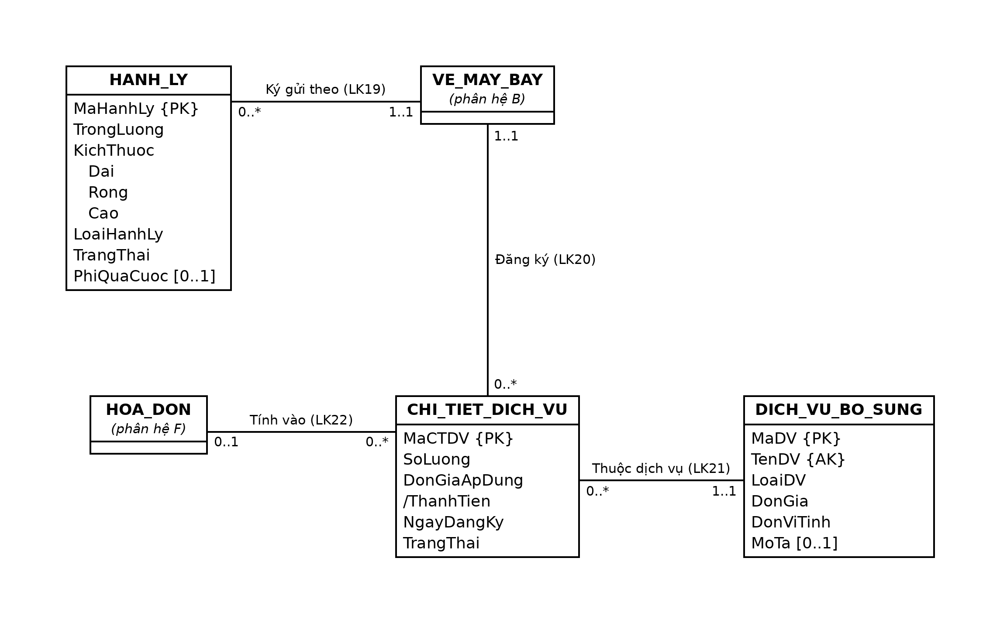 HANH_LY
MaHanhLy {PK}
TrongLuong
KichThuoc
Dai
Rong
Cao
LoaiHanhLy
TrangThai
PhiQuaCuoc [0..1]
Ký gửi theo (LK19)
0..*
1..1
VE_MAY_BAY
(phân hệ B)
1..1
Đăng ký (LK20)
0..*
HOA_DON
(phân hệ F)
Tính vào (LK22)
0..1
0..*
CHI_TIET_DICH_VU
MaCTDV {PK}
SoLuong
DonGiaApDung
/ThanhTien
NgayDangKy
TrangThai
Thuộc dịch vụ (LK21)
0..*
1..1
DICH_VU_BO_SUNG
MaDV {PK}
TenDV {AK}
LoaiDV
DonGia
DonViTinh
MoTa [0..1]